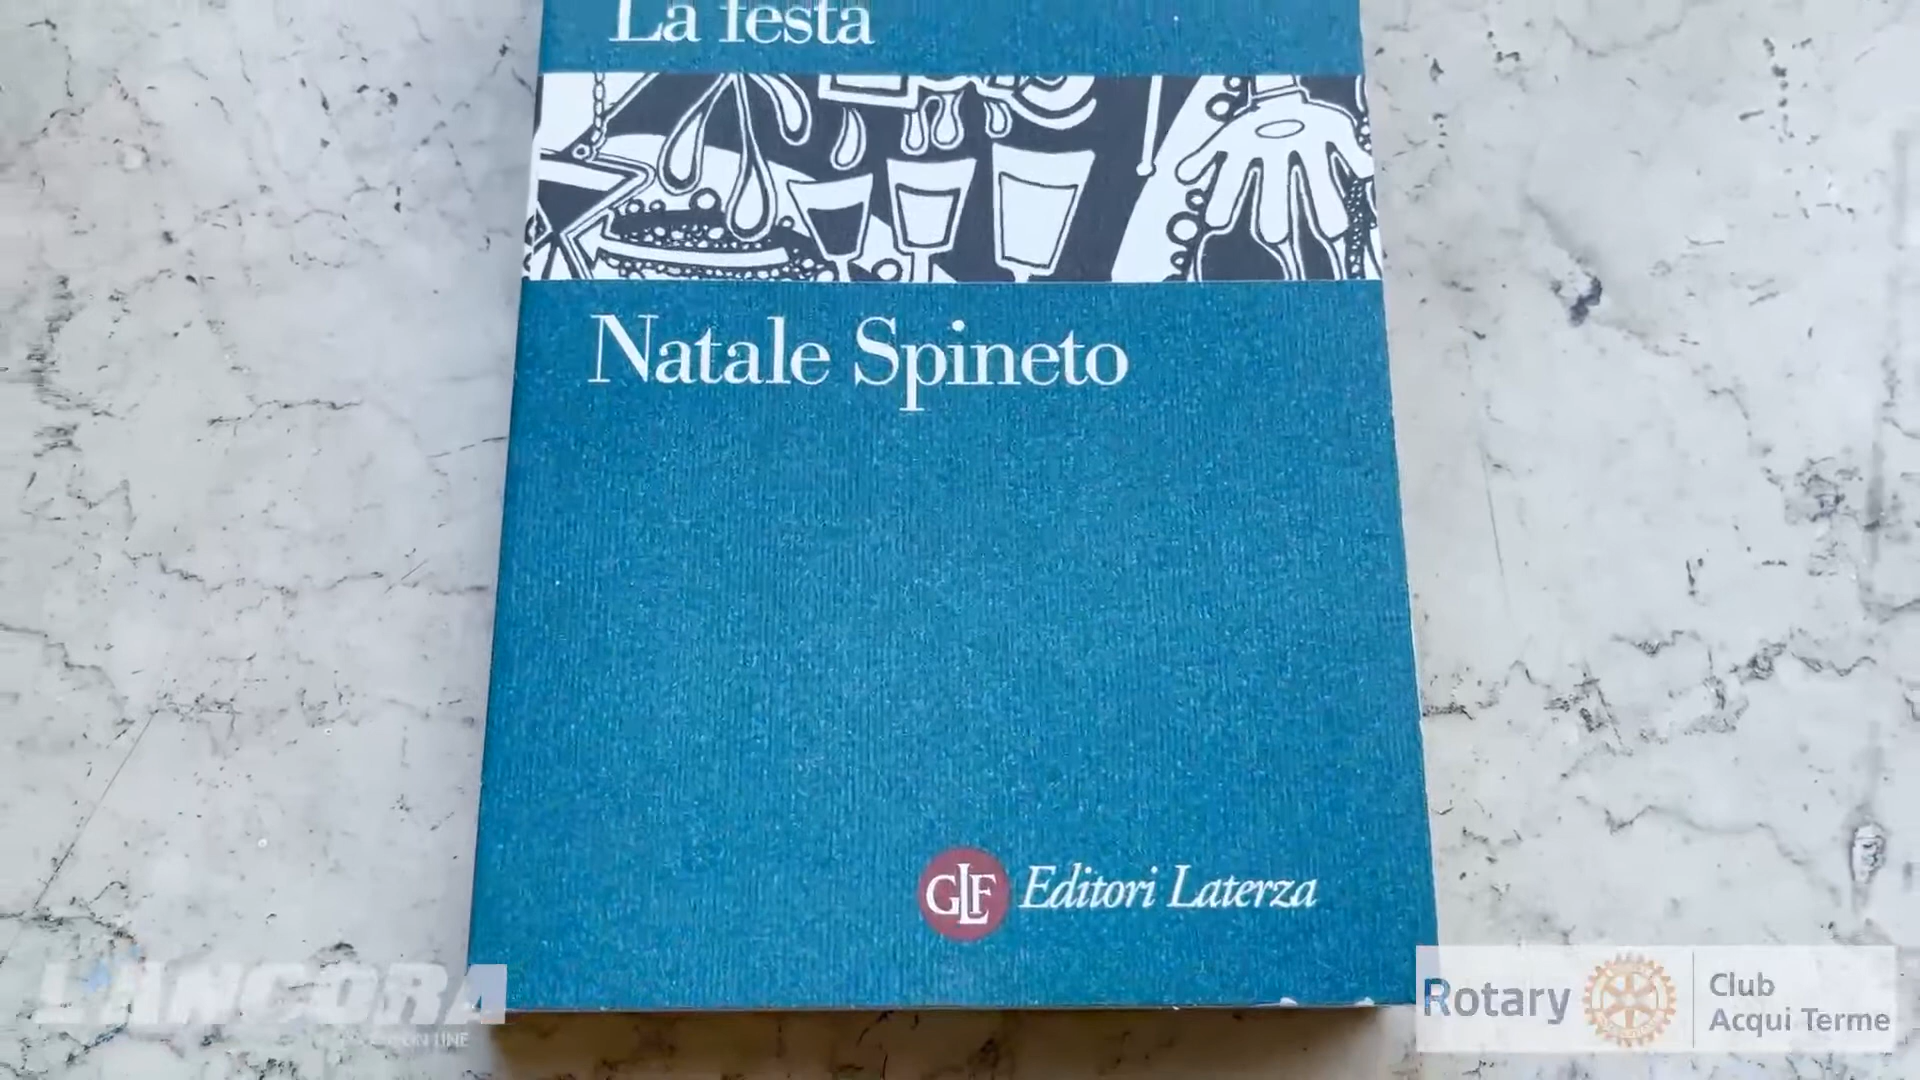 La festa
Natale Spineto
GLF Editori Laterza
L'ANCORA
ON LINE
Rotary
Club
Acqui Terme